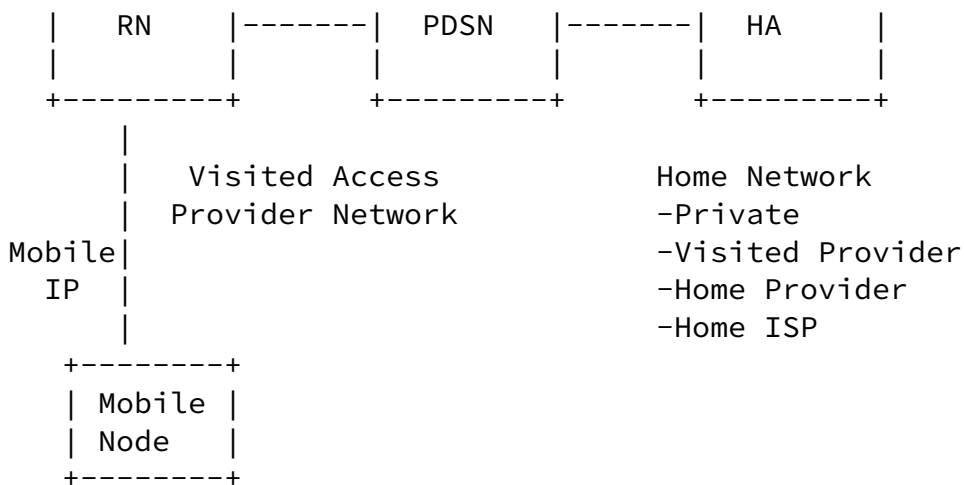 RN PDSN HA
Visited Access Home Network
Provider Network -Private
Mobile -Visited Provider
IP -Home Provider
-Home ISP
Mobile
Node